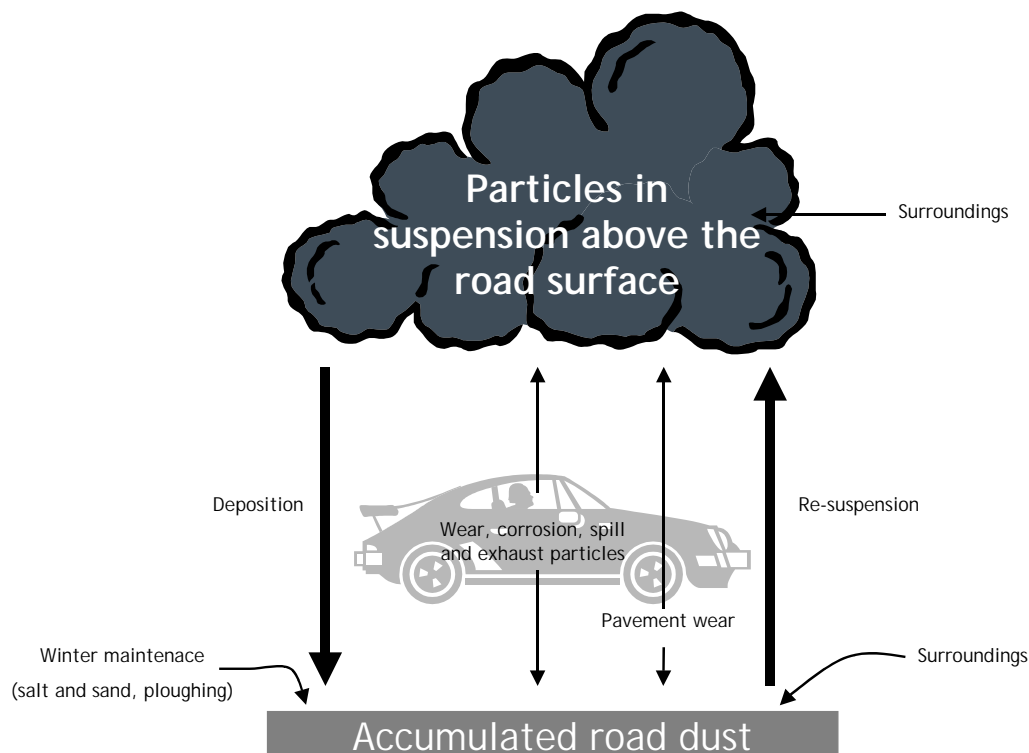 Particles in
suspension above the
road surface
Surroundings
Deposition
Re-suspension
Wear, corrosion, spill
and exhaust particles
Pavement wear
Winter maintenace
(salt and sand, ploughing)
Surroundings
Accumulated road dust